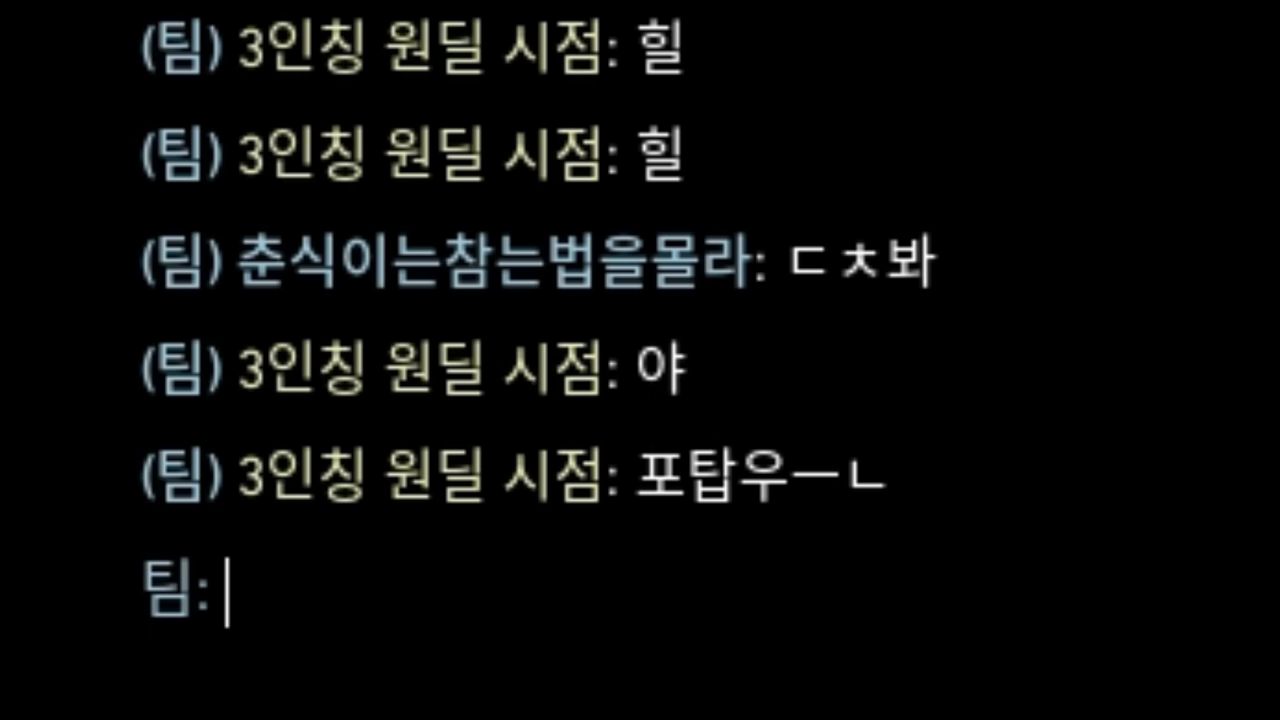 (팀) 3인칭 원딜 시점: 힐
(팀) 3인칭 원딜 시점: 힐
(팀) 춘식이는참는법을몰라: ㄷㅊ봐
(팀) 3인칭 원딜 시점: 야
(팀) 3인칭 원딜 시점: 포탑우ㅡㄴ
팀: